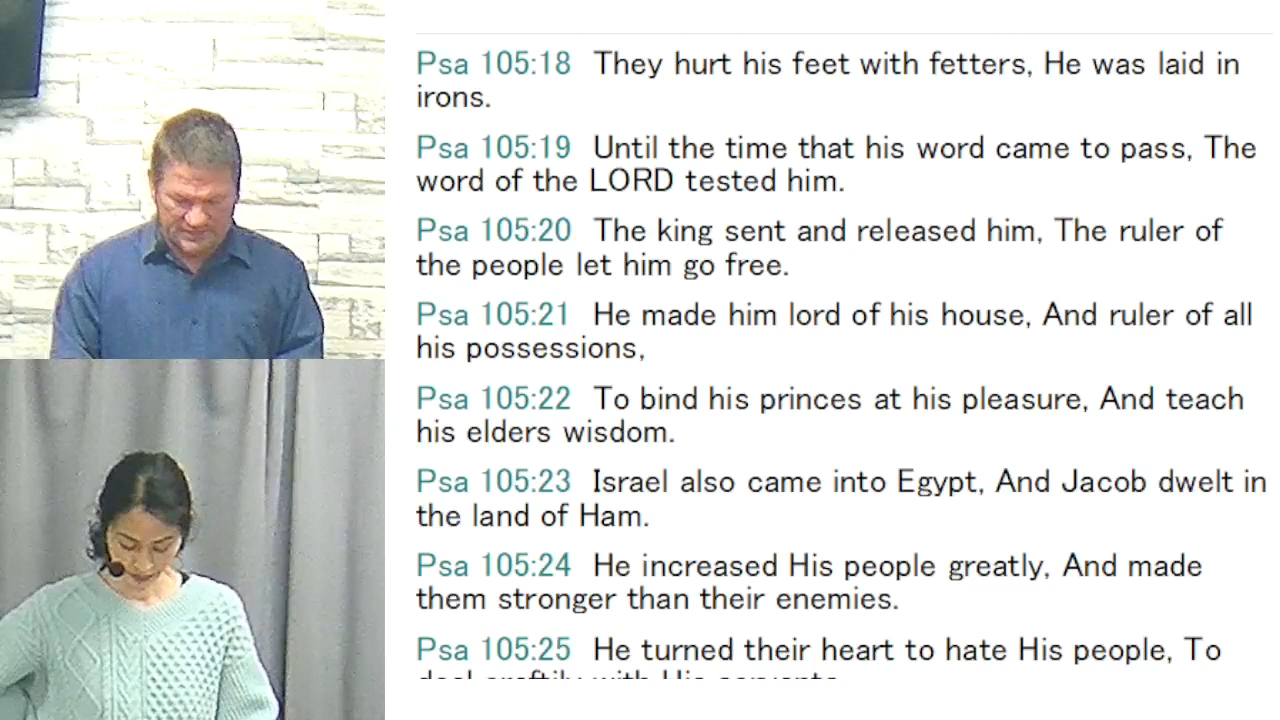 Psa 105:18 They hurt his feet with fetters, He was laid in
irons.
Psa 105:19 Until the time that his word came to pass, The
word of the LORD tested him.
Psa 105:20 The king sent and released him, The ruler of
the people let him go free.
Psa 105:21 He made him lord of his house, And ruler of all
his possessions,
Psa 105:22 To bind his princes at his pleasure, And teach
his elders wisdom.
Psa 105:23 Israel also came into Egypt, And Jacob dwelt in
the land of Ham.
Psa 105:24 He increased His people greatly, And made
them stronger than their enemies.
Psa 105:25 He turned their heart to hate His people, To
deal craftily with His servants.